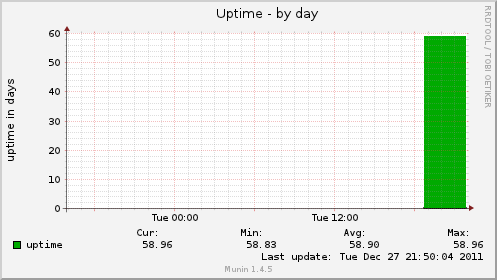 Uptime - by day
RRDTOOL / TOBI OETIKER
uptime in days
60
50
40
30
20
10
0
Tue 00:00 Tue 12:00
Cur: Min: Avg: Max:
uptime 58.96 58.83 58.90 58.96
Last update: Tue Dec 27 21:50:04 2011
Munin 1.4.5